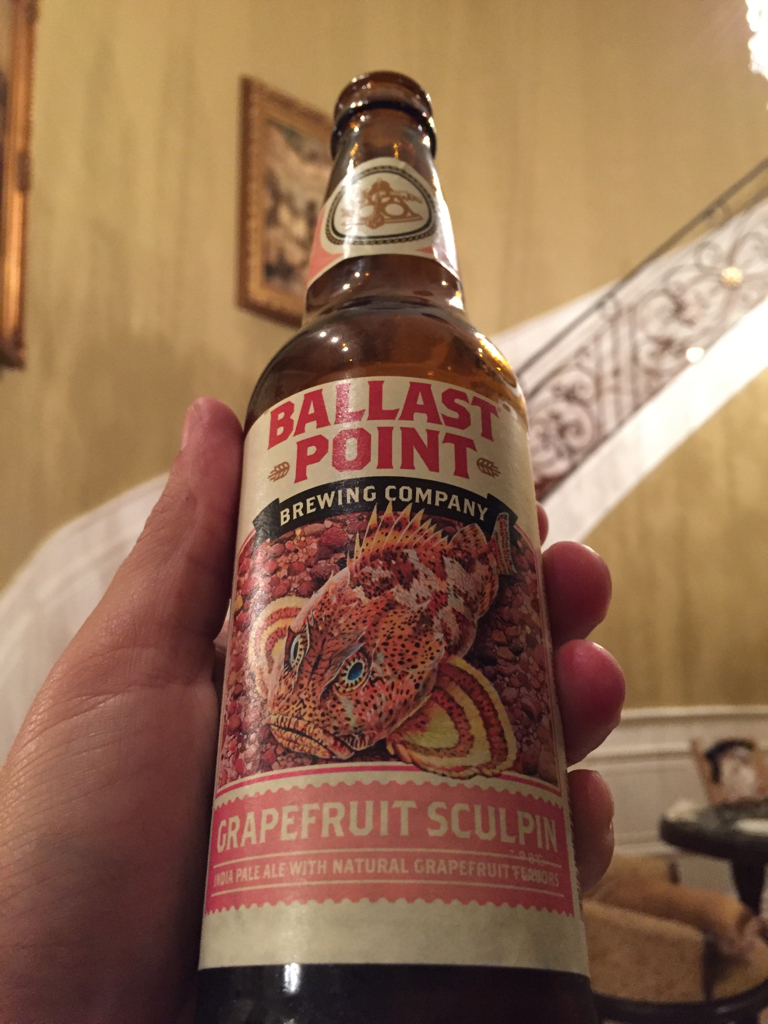 BALLAST
POINT
BREWING COMPANY
GRAPEFRUIT SCULPIN
INDIA PALE ALE WITH NATURAL GRAPEFRUIT FLAVORS